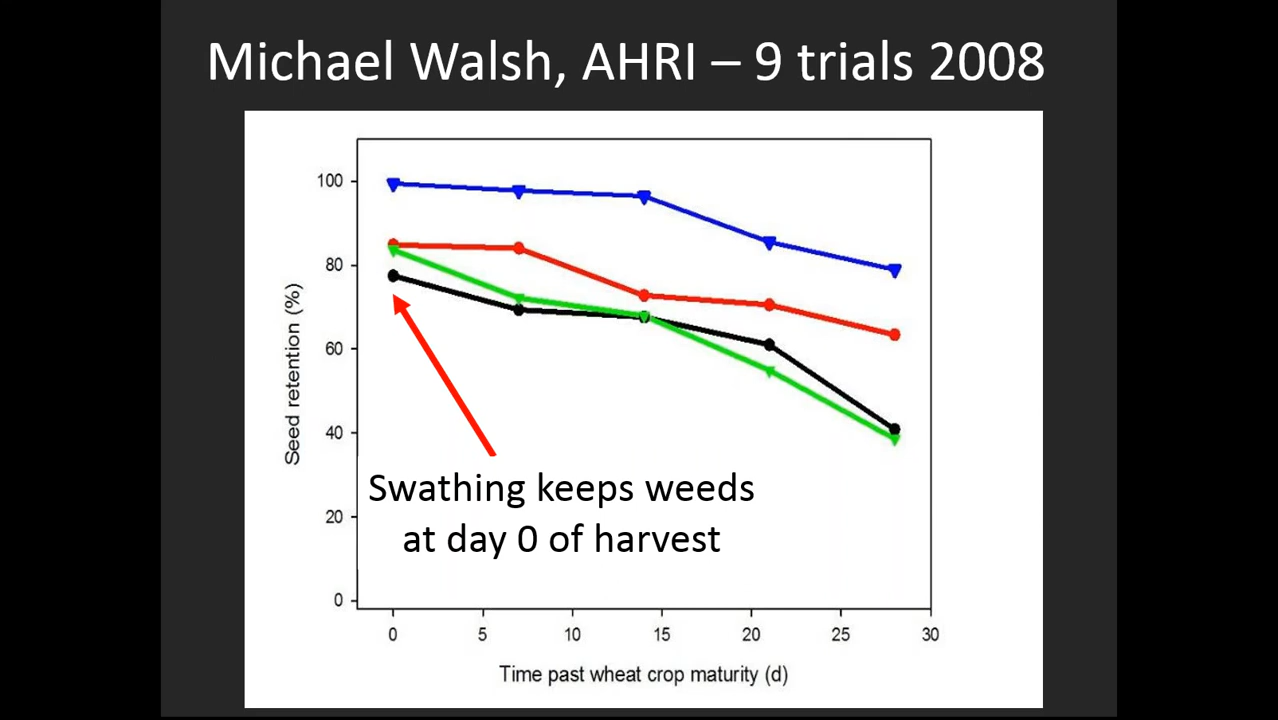 Michael Walsh, AHRI – 9 trials 2008
100
80
60
40
20
0
Seed retention (%)
Swathing keeps weeds
at day 0 of harvest
0 5 10 15 20 25 30
Time past wheat crop maturity (d)